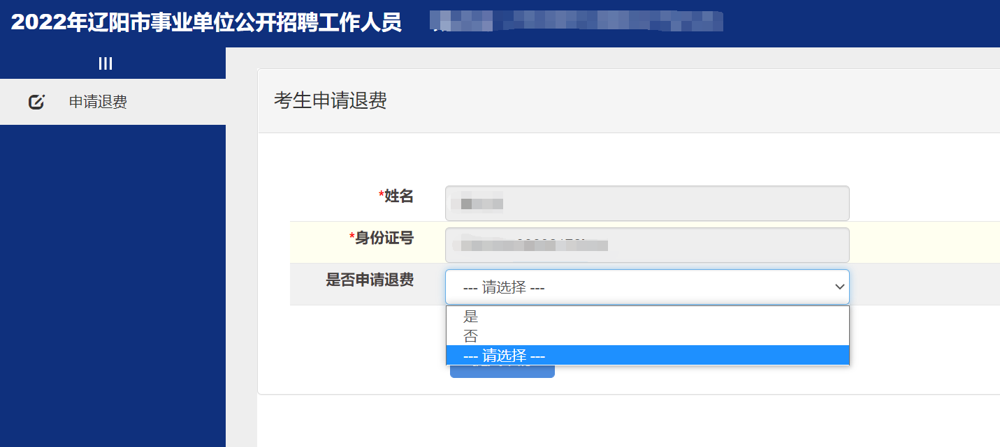 2022年辽阳市事业单位公开招聘工作人员
申请退费
考生申请退费
*姓名
*身份证号
是否申请退费
--- 请选择 ---
是
否
--- 请选择 ---